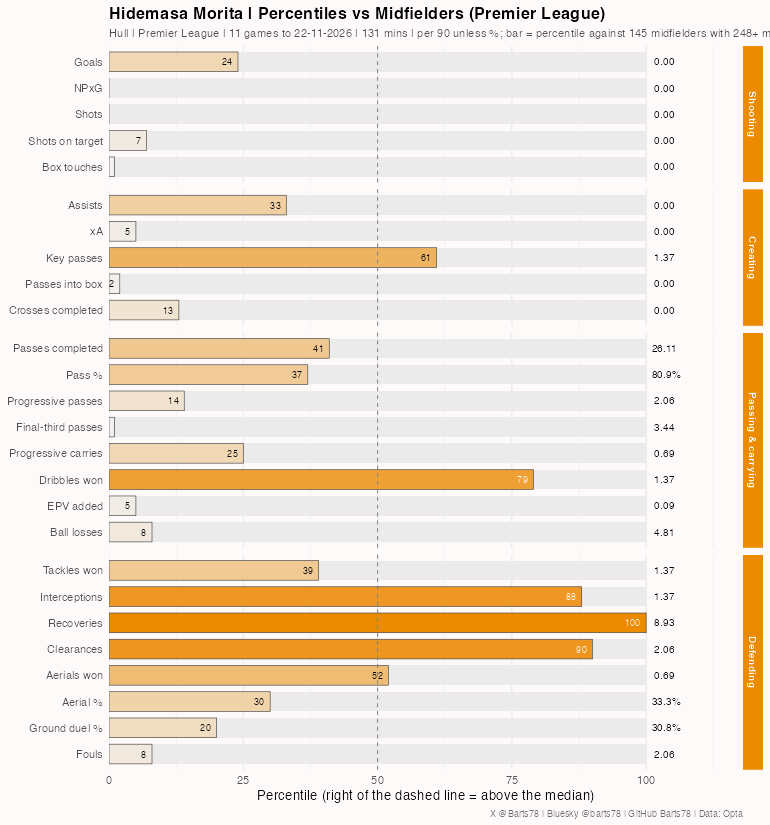 Hidemasa Morita | Percentiles vs Midfielders (Premier League)
Hull | Premier League | 11 games to 22-11-2026 | 131 mins | per 90 unless %; bar = percentile against 145 midfielders with 248+ m
Goals 24 0.00
NPxG 0.00
Shots 0.00
Shots on target 7 0.00
Box touches 0.00
Shooting
Assists 33 0.00
xA 5 0.00
Key passes 61 1.37
Passes into box 2 0.00
Crosses completed 13 0.00
Creating
Passes completed 41 26.11
Pass % 37 80.9%
Progressive passes 14 2.06
Final-third passes 3.44
Progressive carries 25 0.69
Dribbles won 79 1.37
EPV added 5 0.09
Ball losses 8 4.81
Passing & carrying
Tackles won 39 1.37
Interceptions 88 1.37
Recoveries 100 8.93
Clearances 90 2.06
Aerials won 52 0.69
Aerial % 30 33.3%
Ground duel % 20 30.8%
Fouls 8 2.06
Defending
0 25 50 75 100
Percentile (right of the dashed line = above the median)
X @Barts78 | Bluesky @barts78 | GitHub Barts78 | Data: Opta